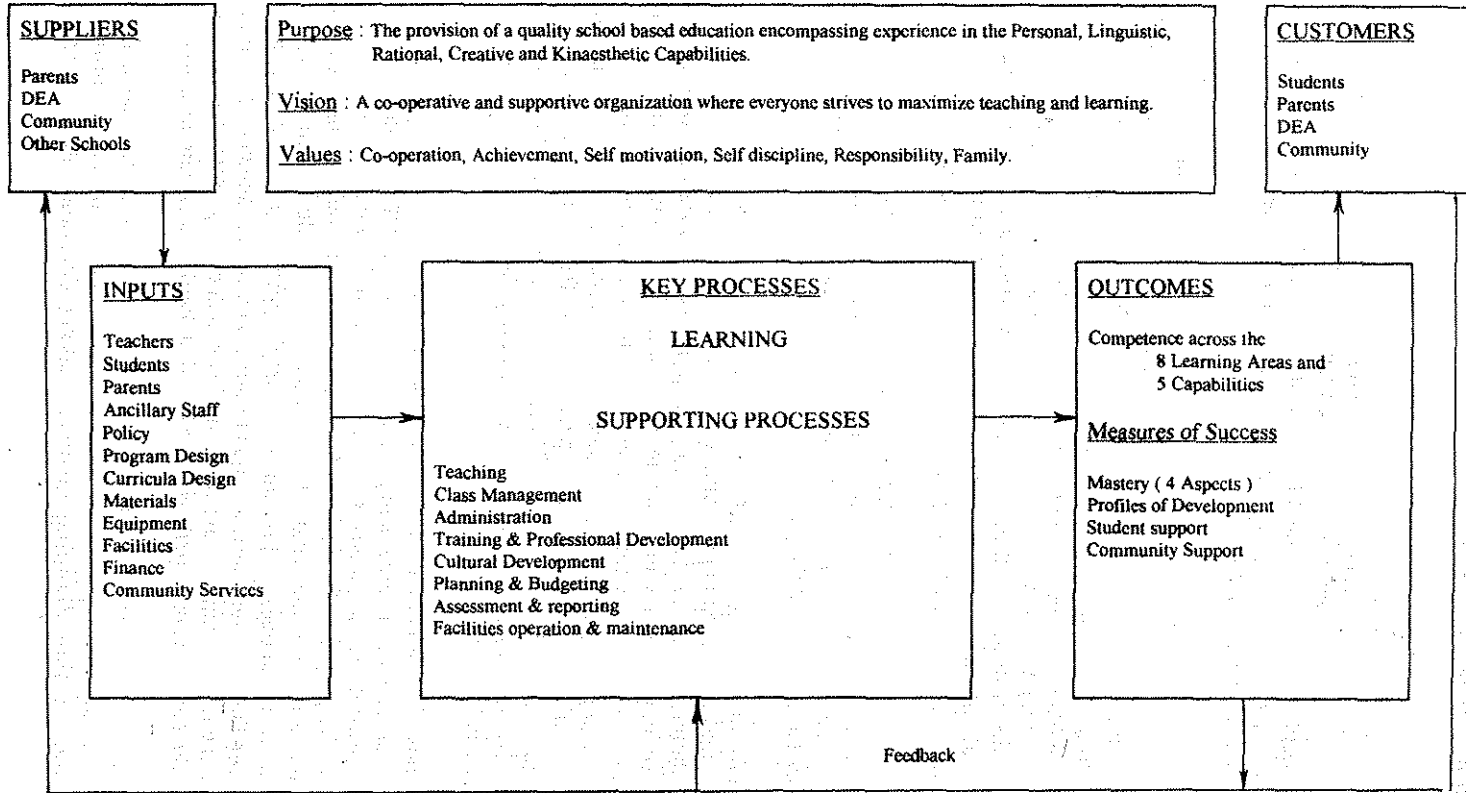 SUPPLIERS
Parents
DEA
Community
Other Schools
Purpose : The provision of a quality school based education encompassing experience in the Personal, Linguistic,
Rational, Creative and Kinaesthetic Capabilities.
Vision : A co-operative and supportive organization where everyone strives to maximize teaching and learning.
Values : Co-operation, Achievement, Self motivation, Self discipline, Responsibility, Family.
CUSTOMERS
Students
Parents
DEA
Community
INPUTS
Teachers
Students
Parents
Ancillary Staff
Policy
Program Design
Curricula Design
Materials
Equipment
Facilities
Finance
Community Services
KEY PROCESSES
LEARNING
SUPPORTING PROCESSES
Teaching
Class Management
Administration
Training & Professional Development
Cultural Development
Planning & Budgeting
Assessment & reporting
Facilities operation & maintenance
OUTCOMES
Competence across the
8 Learning Areas and
5 Capabilities
Measures of Success
Mastery ( 4 Aspects )
Profiles of Development
Student support
Community Support
Feedback